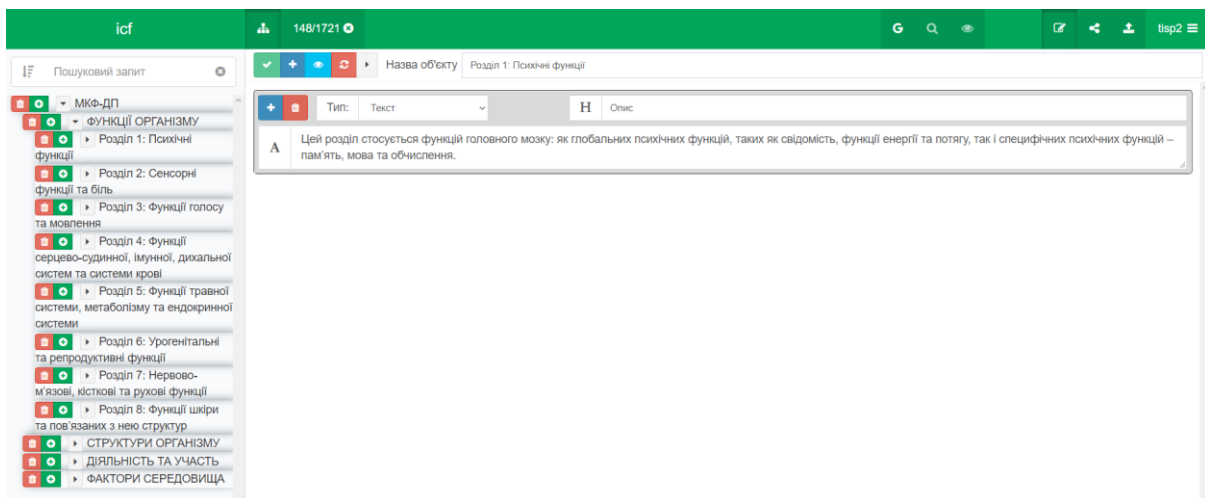 icf
148/1721
G
tisp2
Пошуковий запит
Назва об'єкту
Розділ 1: Психічні функції
МКФ-ДП
ФУНКЦІЇ ОРГАНІЗМУ
Розділ 1: Психічні
функції
Розділ 2: Сенсорні
функції та біль
Розділ 3: Функції голосу
та мовлення
Розділ 4: Функції
серцево-судинної, імунної, дихальної
систем та системи крові
Розділ 5: Функції травної
системи, метаболізму та ендокринної
системи
Розділ 6: Урогенітальні
та репродуктивні функції
Розділ 7: Нервово-
м'язові, кісткові та рухові функції
Розділ 8: Функції шкіри
та пов'язаних з нею структур
СТРУКТУРИ ОРГАНІЗМУ
ДІЯЛЬНІСТЬ ТА УЧАСТЬ
ФАКТОРИ СЕРЕДОВИЩА
Тип:
Текст
H
Опис
A
Цей розділ стосується функцій головного мозку: як глобальних психічних функцій, таких як свідомість, функції енергії та потягу, так і специфічних психічних функцій –
пам'ять, мова та обчислення.